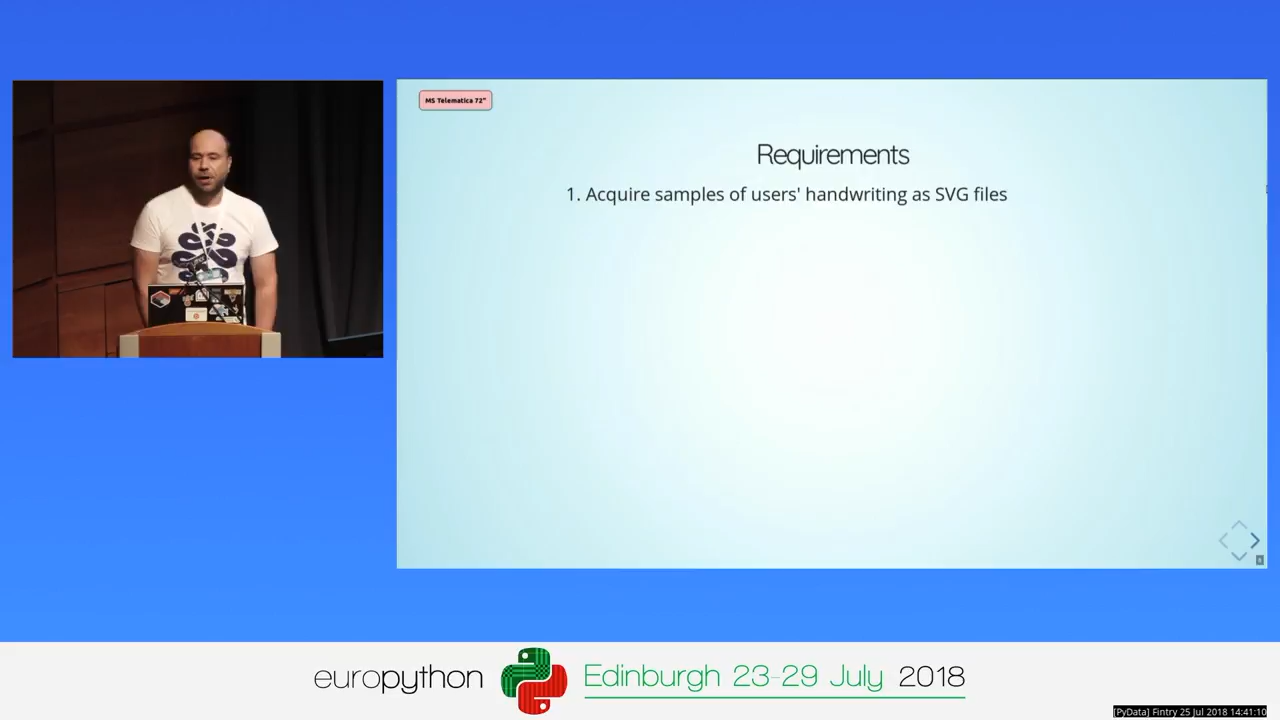 MS Telematica 72"
Requirements
1. Acquire samples of users' handwriting as SVG files
europython
Edinburgh 23-29 July 2018
[PyData] Fintry 25 Jul 2018 14:41:10